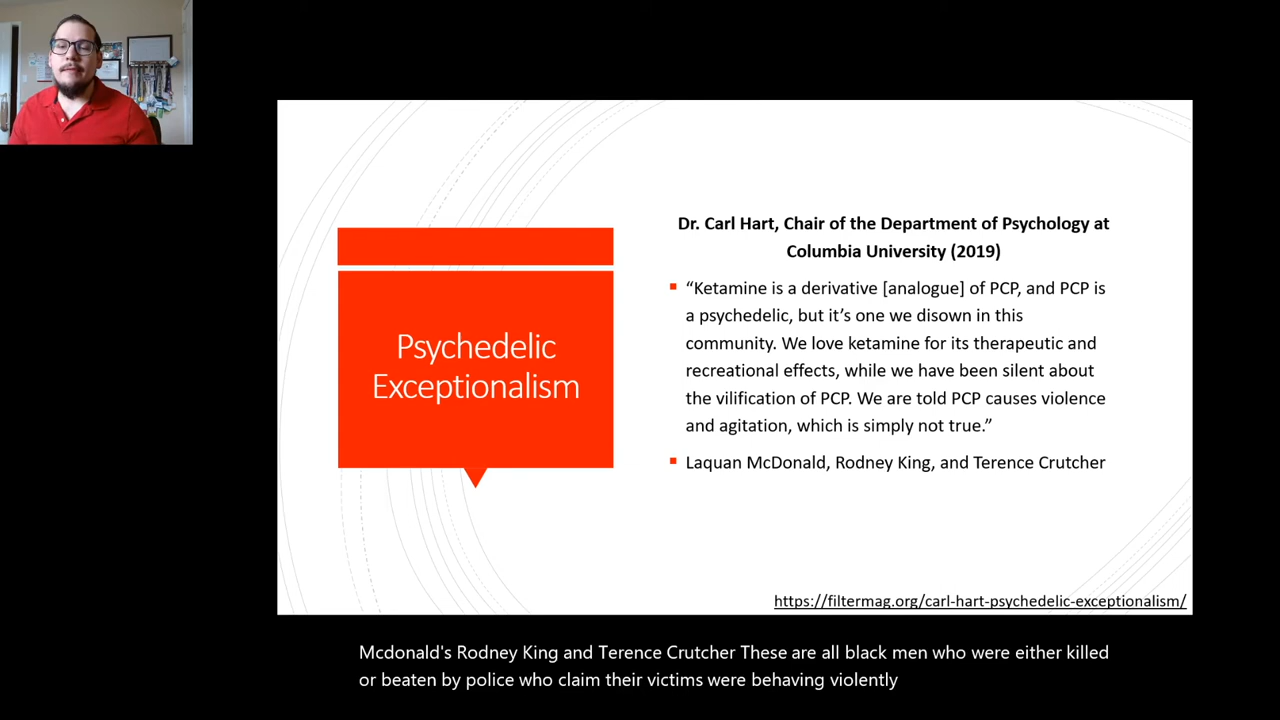 Psychedelic
Exceptionalism
Dr. Carl Hart, Chair of the Department of Psychology at
Columbia University (2019)
“Ketamine is a derivative [analogue] of PCP, and PCP is
a psychedelic, but it’s one we disown in this
community. We love ketamine for its therapeutic and
recreational effects, while we have been silent about
the vilification of PCP. We are told PCP causes violence
and agitation, which is simply not true.”
Laquan McDonald, Rodney King, and Terence Crutcher
https://filtermag.org/carl-hart-psychedelic-exceptionalism/
Mcdonald's Rodney King and Terence Crutcher These are all black men who were either killed
or beaten by police who claim their victims were behaving violently